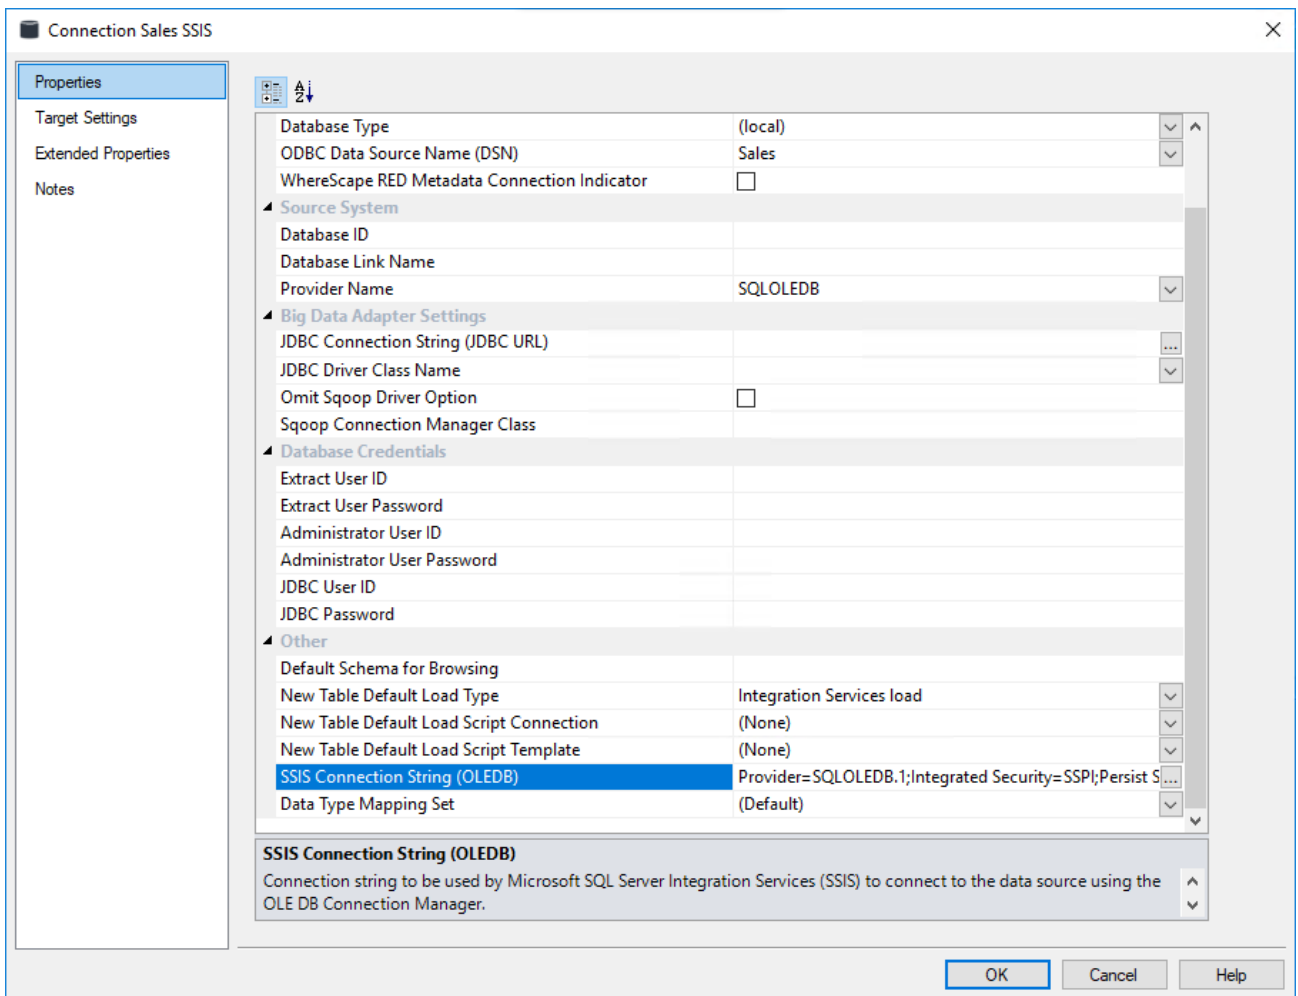 Connection Sales SSIS
Properties
Target Settings
Extended Properties
Notes
Database Type (local)
ODBC Data Source Name (DSN) Sales
WhereScape RED Metadata Connection Indicator
Source System
Database ID
Database Link Name
Provider Name SQLOLEDB
Big Data Adapter Settings
JDBC Connection String (JDBC URL) ...
JDBC Driver Class Name
Omit Sqoop Driver Option
Sqoop Connection Manager Class
Database Credentials
Extract User ID
Extract User Password
Administrator User ID
Administrator User Password
JDBC User ID
JDBC Password
Other
Default Schema for Browsing
New Table Default Load Type Integration Services load
New Table Default Load Script Connection (None)
New Table Default Load Script Template (None)
SSIS Connection String (OLEDB) Provider=SQLOLEDB.1;Integrated Security=SSPI;Persist S...
Data Type Mapping Set (Default)
SSIS Connection String (OLEDB)
Connection string to be used by Microsoft SQL Server Integration Services (SSIS) to connect to the data source using the
OLE DB Connection Manager.
OK Cancel Help